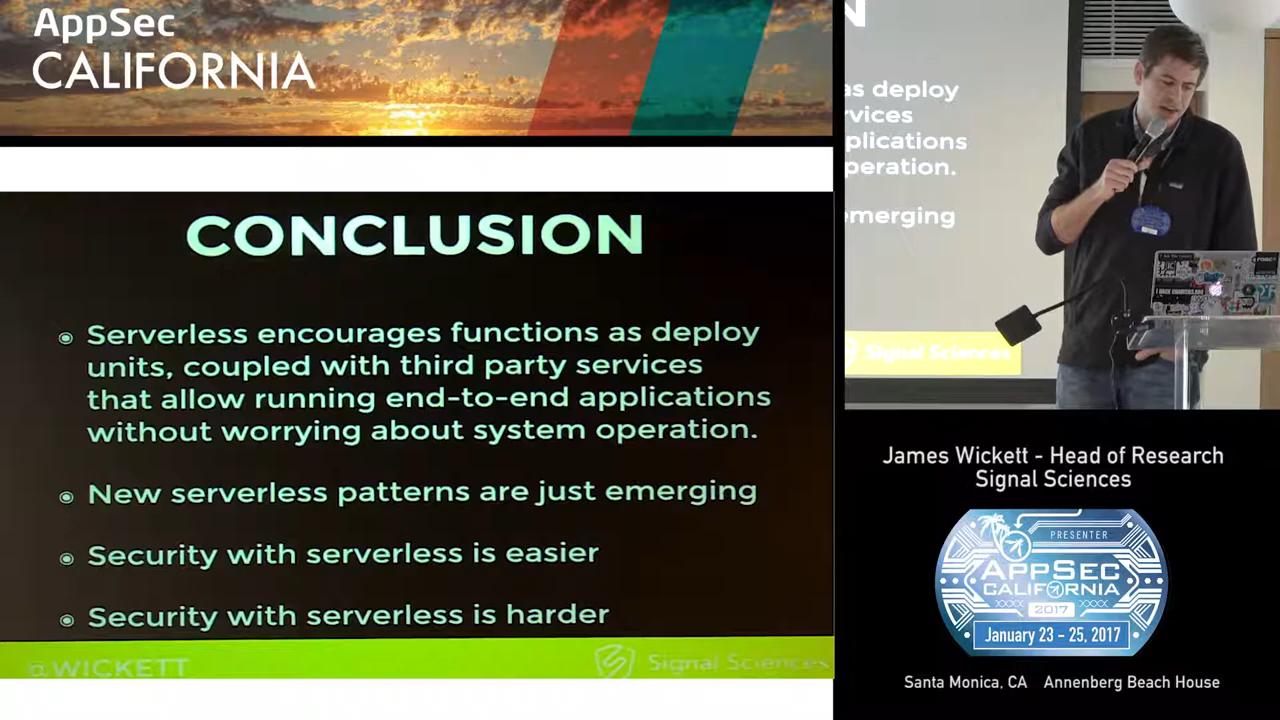 AppSec
CALIFORNIA
CONCLUSION
Serverless encourages functions as deploy
units, coupled with third party services
that allow running end-to-end applications
without worrying about system operation.
New serverless patterns are just emerging
Security with serverless is easier
Security with serverless is harder
@WICKETT
Signal Sciences
N
as deploy
rvices
plications
peration.
emerging
Signal Sciences
James Wickett - Head of Research
Signal Sciences
PRESENTER
APPSEC
CALIFORNIA
2017
January 23 - 25, 2017
Santa Monica, CA Annenberg Beach House